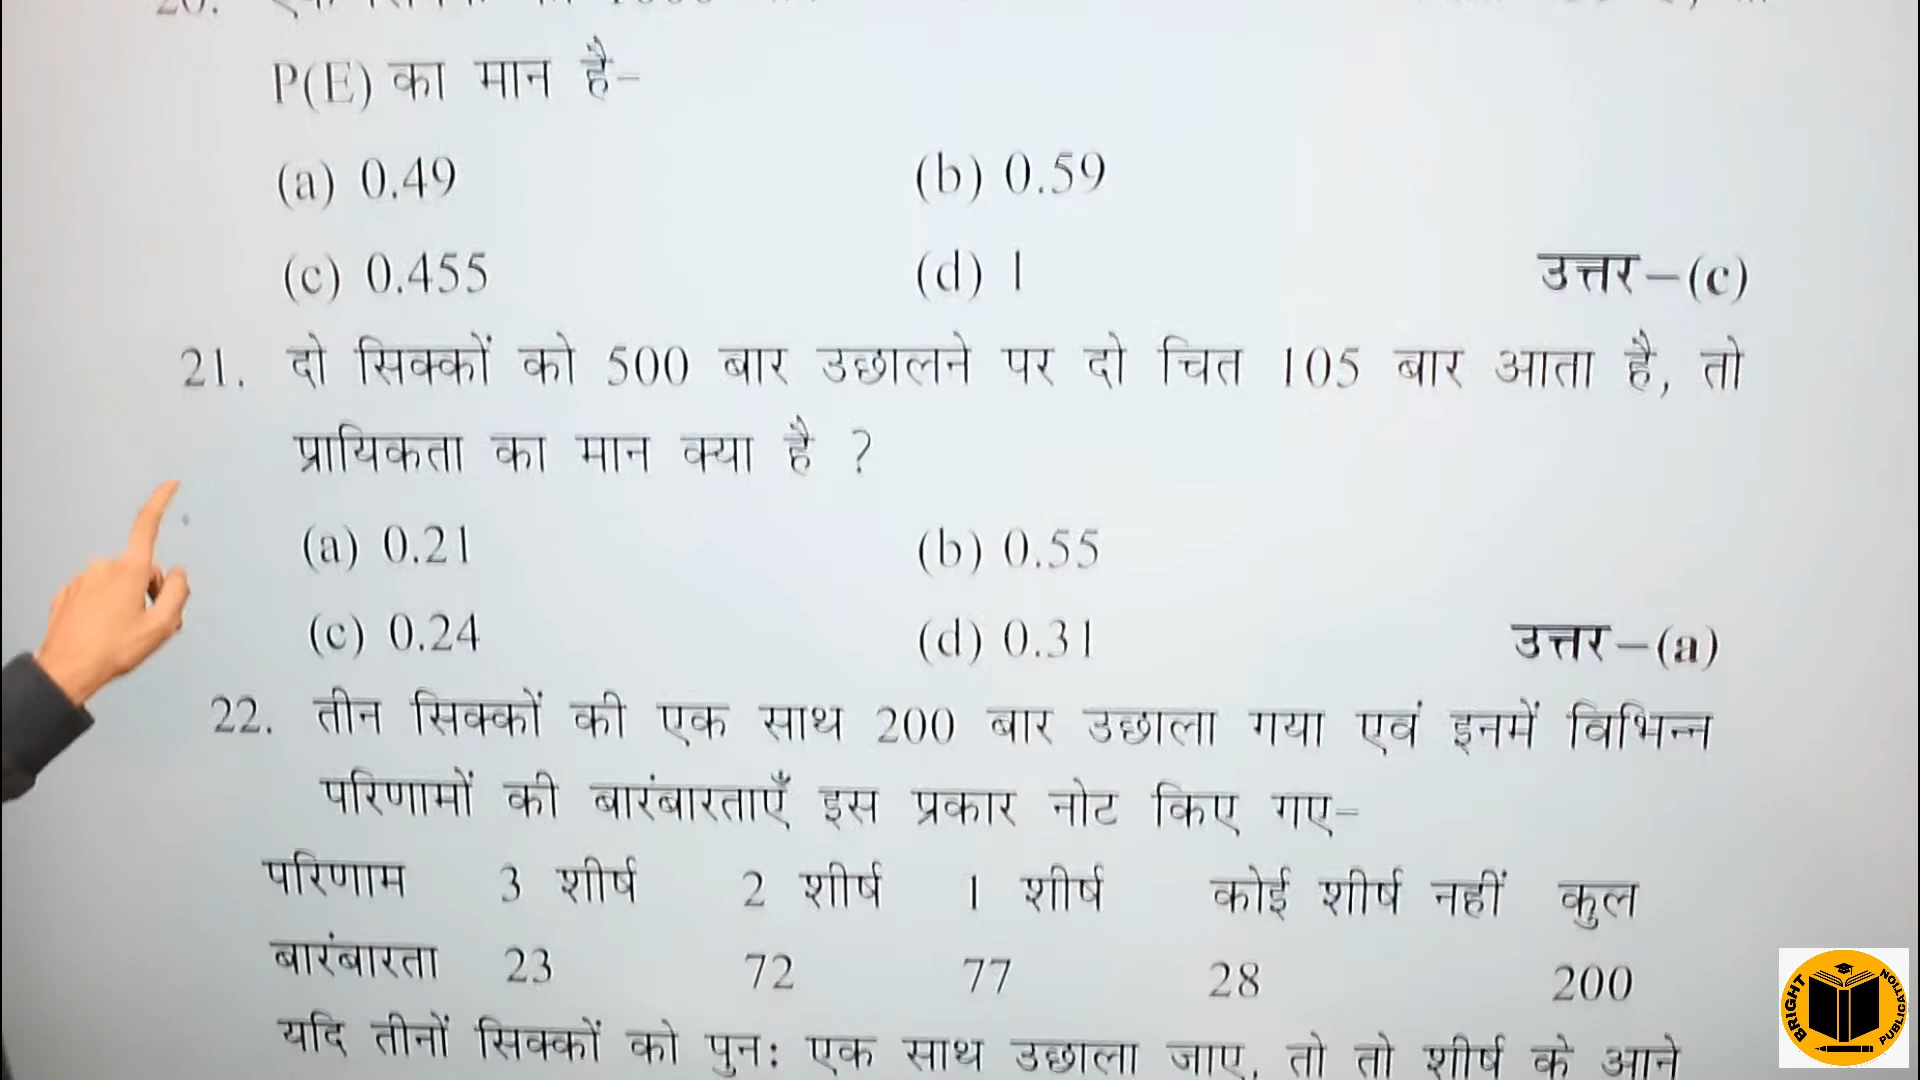 P(E) का मान है–
(a) 0.49 (b) 0.59
(c) 0.455 (d) 1 उत्तर–(c)
21. दो सिक्कों को 500 बार उछालने पर दो चित 105 बार आता है, तो
प्रायिकता का मान क्या है ?
(a) 0.21 (b) 0.55
(c) 0.24 (d) 0.31 उत्तर–(a)
22. तीन सिक्कों की एक साथ 200 बार उछाला गया एवं इनमें विभिन्न
परिणामों की बारंबारताएँ इस प्रकार नोट किए गए–
परिणाम 3 शीर्ष 2 शीर्ष 1 शीर्ष कोई शीर्ष नहीं कुल
बारंबारता 23 72 77 28 200
यदि तीनों सिक्कों को पुनः एक साथ उछाला जाए, तो तो शीर्ष के आने
BRIGHT PUBLICATION